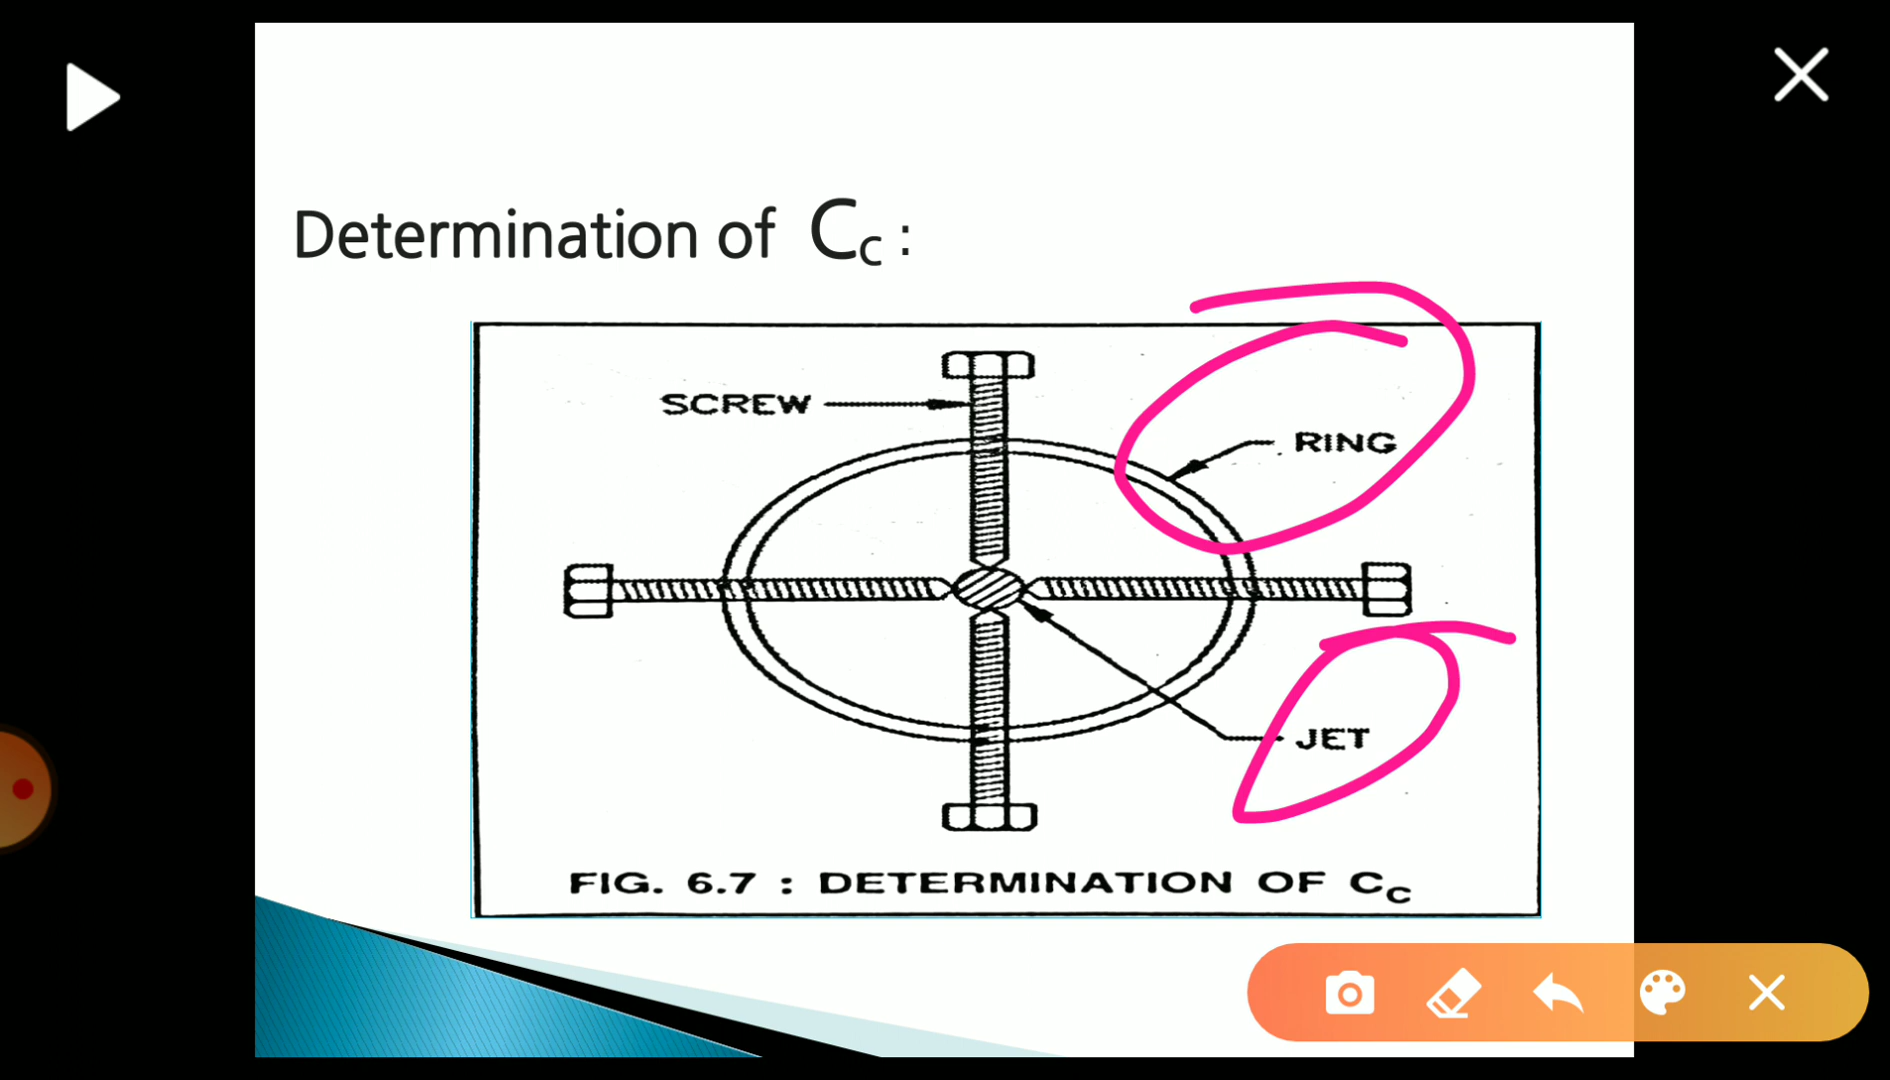 Determination of Cc :
SCREW
RING
JET
FIG. 6.7 : DETERMINATION OF Cc